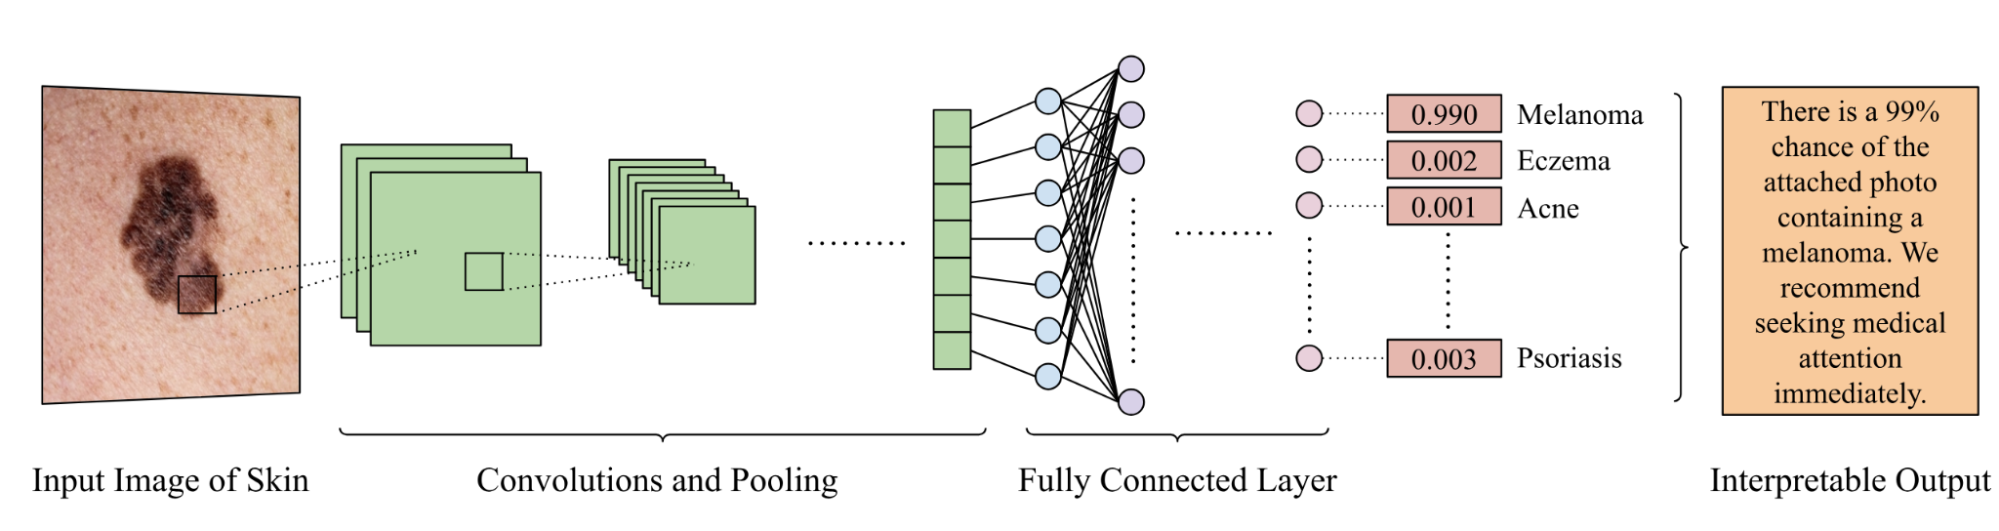 0.990 Melanoma
0.002 Eczema
0.001 Acne
0.003 Psoriasis
There is a 99%
chance of the
attached photo
containing a
melanoma. We
recommend
seeking medical
attention
immediately.
Input Image of Skin
Convolutions and Pooling
Fully Connected Layer
Interpretable Output